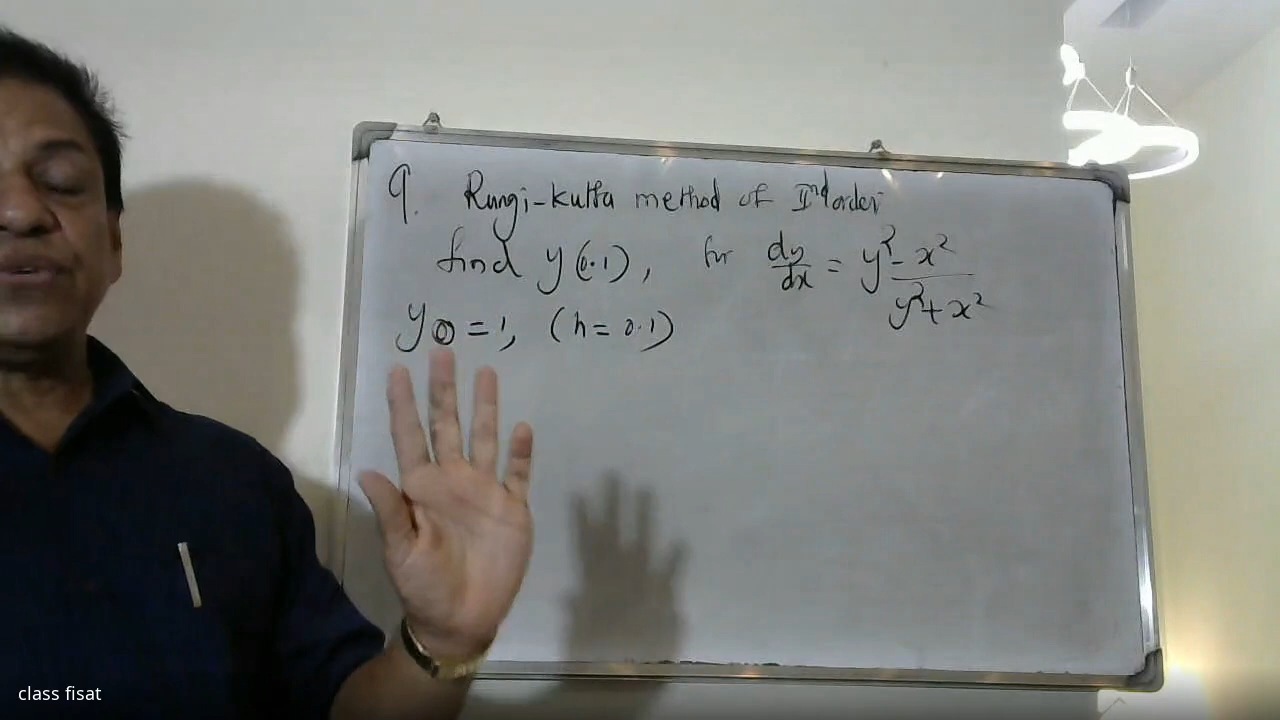 9. Rungi-kutta method of IInd order
find y(0.1), for dy/dx = y² - x² / y² + x²
y(0) = 1, (h = 0.1)
class fisat